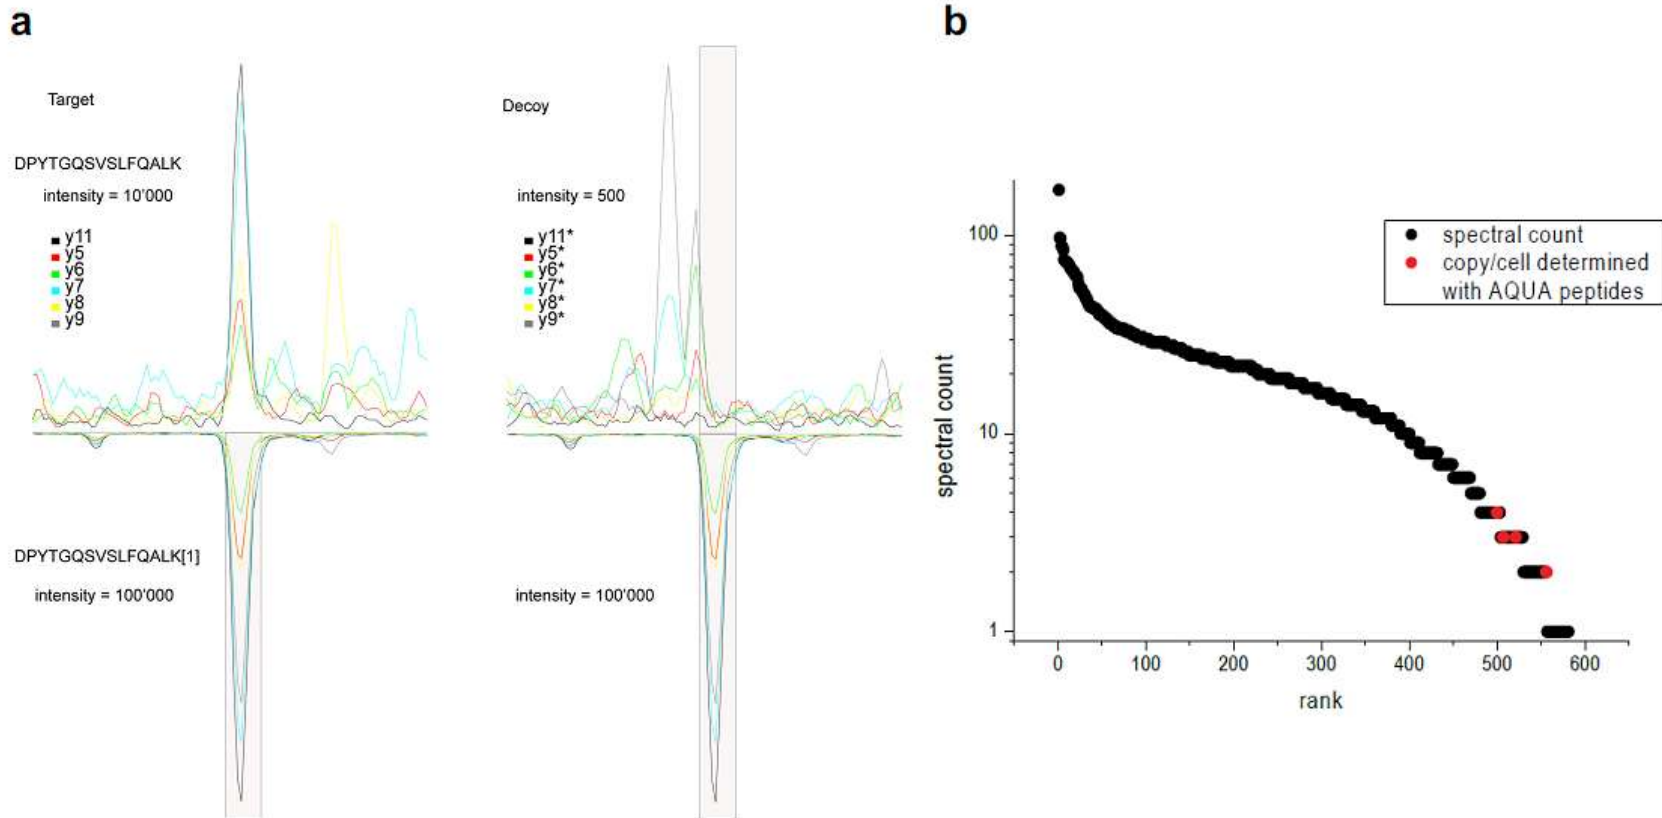 a
Target
DPYTGQSVSLFQALK
intensity = 10'000
y11
y5
y6
y7
y8
y9
Decoy
intensity = 500
y11*
y5*
y6*
y7*
y8*
y9*
DPYTGQSVSLFQALK[1]
intensity = 100'000
intensity = 100'000
b
spectral count
copy/cell determined
with AQUA peptides
spectral count
100
10
1
0 100 200 300 400 500 600
rank